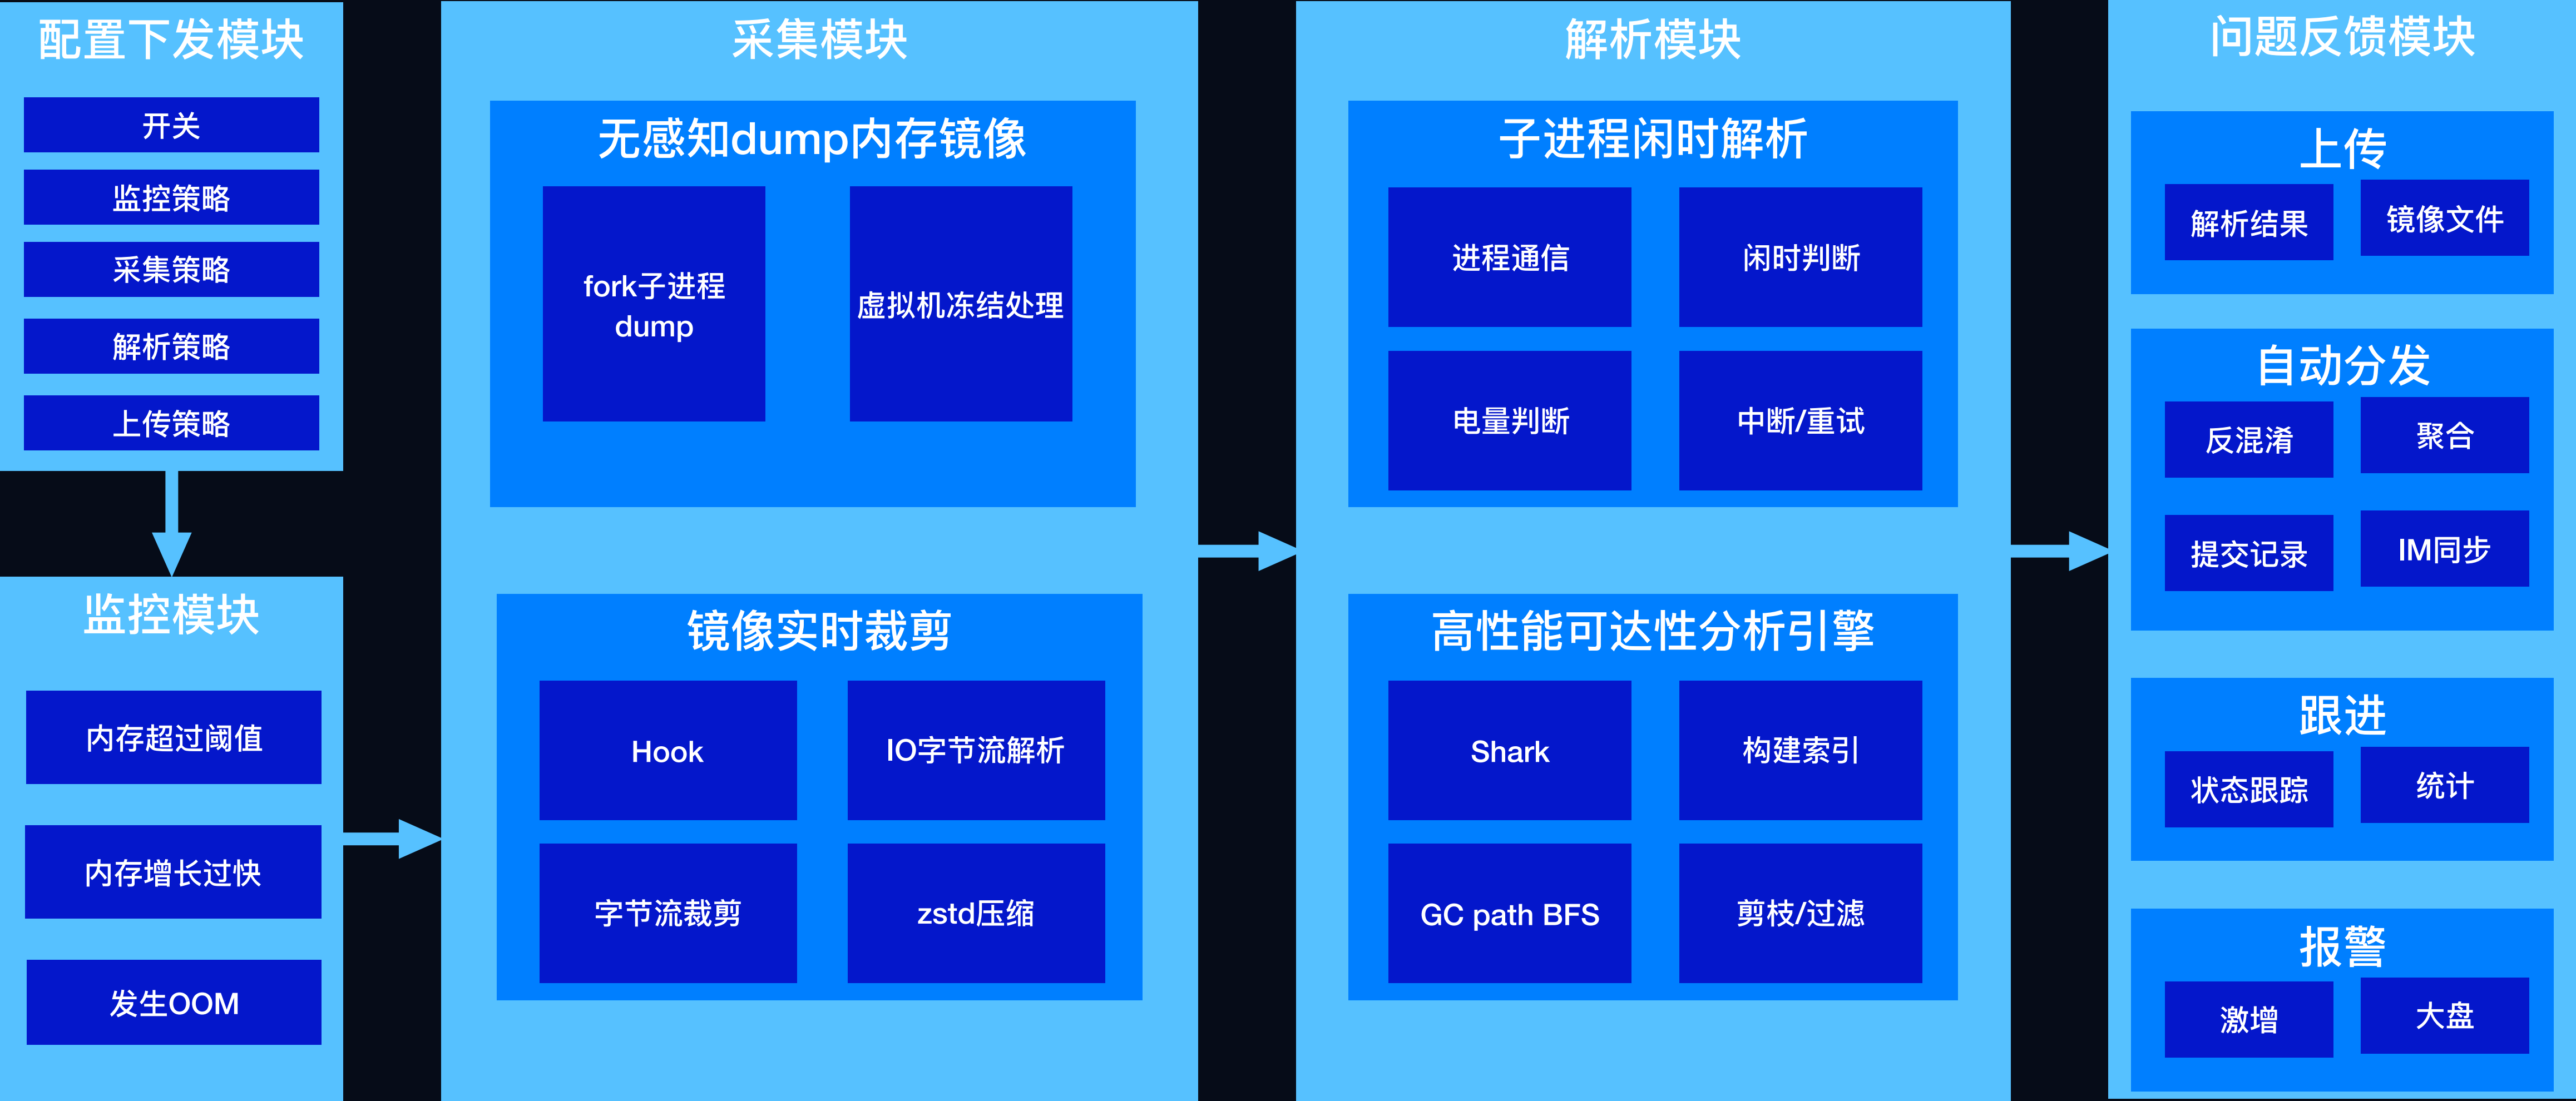 配置下发模块
开关
监控策略
采集策略
解析策略
上传策略
监控模块
内存超过阈值
内存增长过快
发生OOM
采集模块
无感知dump内存镜像
fork子进程
dump
虚拟机冻结处理
镜像实时裁剪
Hook
IO字节流解析
字节流裁剪
zstd压缩
解析模块
子进程闲时解析
进程通信
闲时判断
电量判断
中断/重试
高性能可达性分析引擎
Shark
构建索引
GC path BFS
剪枝/过滤
问题反馈模块
上传
解析结果
镜像文件
自动分发
反混淆
聚合
提交记录
IM同步
跟进
状态跟踪
统计
报警
激增
大盘